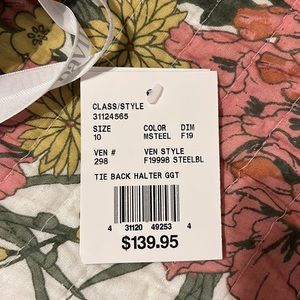 CLASS/STYLE
31124565
SIZE COLOR DIM
10 MSTEEL F19
VEN # VEN STYLE
298 F19998 STEELBL
TIE BACK HALTER GGT
4 31120 49253 4
$139.95